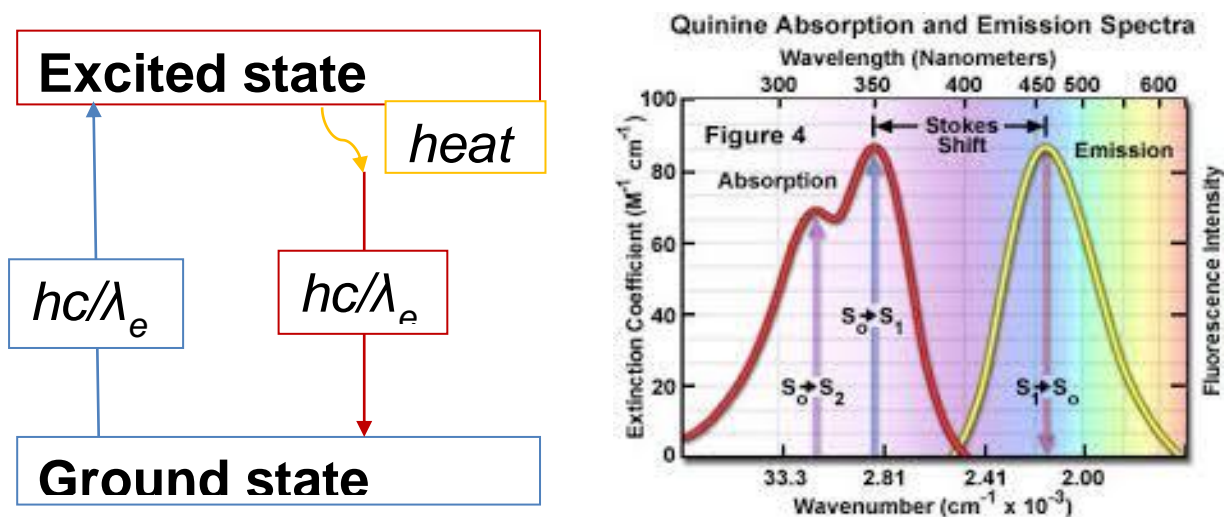 Excited state
heat
hc/λₑ
hc/λₑ
Ground state
Quinine Absorption and Emission Spectra
Wavelength (Nanometers)
300 350 400 450 500 600
100
80
60
40
20
0
Extinction Coefficient (M⁻¹ cm⁻¹)
Figure 4
Stokes
Shift
Absorption
Emission
Sₒ→S₁
Sₒ→S₂
S₁→Sₒ
Fluorescence Intensity
33.3 2.81 2.41 2.00
Wavenumber (cm⁻¹ x 10⁻³)